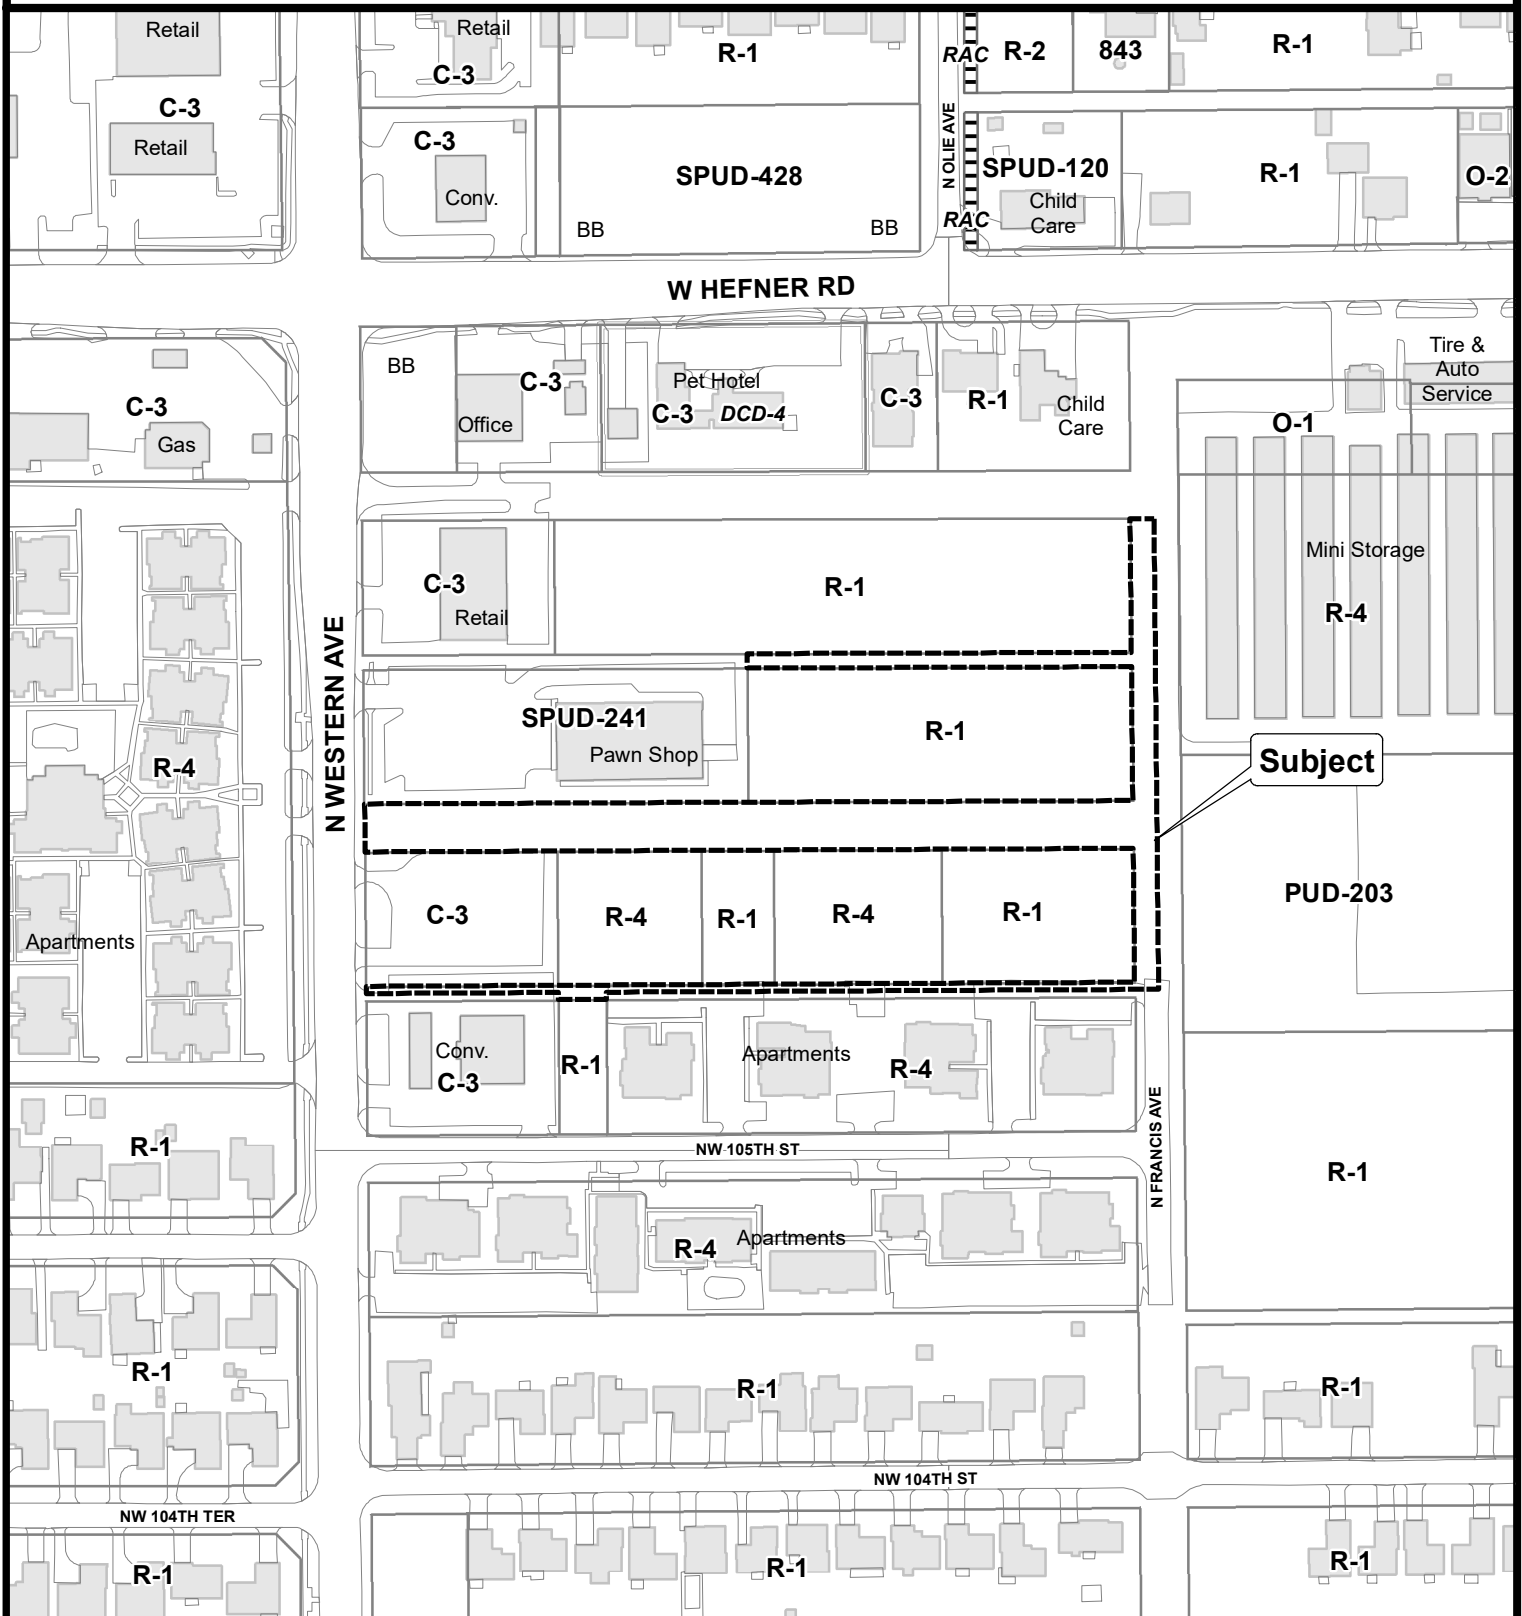 Retail
C-3
Retail
Retail
C-3
R-1
RAC
R-2
843
R-1
C-3
Conv.
SPUD-428
BB
BB
N OLIE AVE
SPUD-120
Child
Care
RAC
R-1
O-2
W HEFNER RD
C-3
Gas
BB
C-3
Office
Pet Hotel
C-3
DCD-4
C-3
R-1
Child
Care
Tire &
Auto
Service
O-1
Mini Storage
R-4
C-3
Retail
R-1
N WESTERN AVE
SPUD-241
Pawn Shop
R-1
Subject
R-4
Apartments
C-3
R-4
R-1
R-4
R-1
PUD-203
Conv.
C-3
R-1
Apartments
R-4
R-1
NW 105TH ST
N FRANCIS AVE
R-1
R-4
Apartments
R-1
R-1
R-1
NW 104TH ST
NW 104TH TER
R-1
R-1
R-1